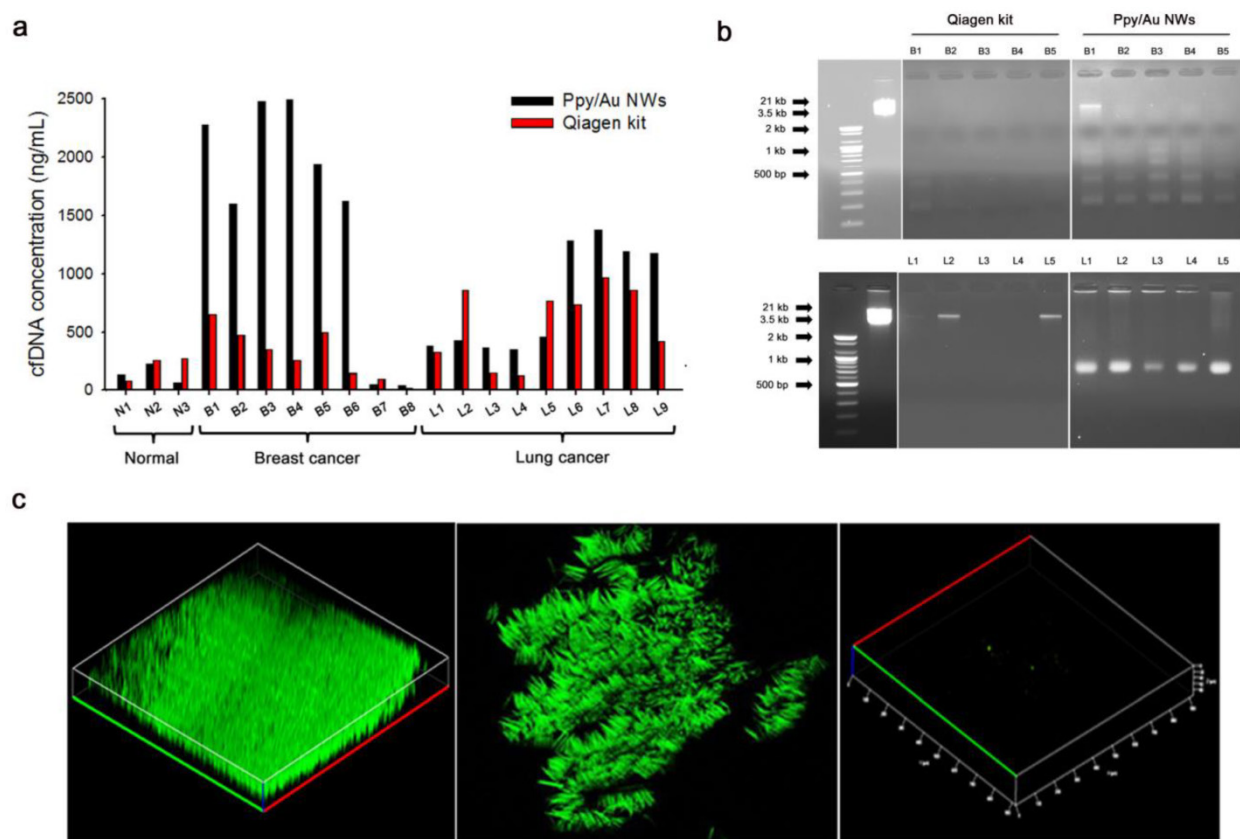 a
cfDNA concentration (ng/mL)
2500
2000
1500
1000
500
0
Ppy/Au NWs
Qiagen kit
N1 N2 N3 B1 B2 B3 B4 B5 B6 B7 B8 L1 L2 L3 L4 L5 L6 L7 L8 L9
Normal Breast cancer Lung cancer
b
Qiagen kit Ppy/Au NWs
B1 B2 B3 B4 B5 B1 B2 B3 B4 B5
21 kb
3.5 kb
2 kb
1 kb
500 bp
L1 L2 L3 L4 L5 L1 L2 L3 L4 L5
21 kb
3.5 kb
2 kb
1 kb
500 bp
c